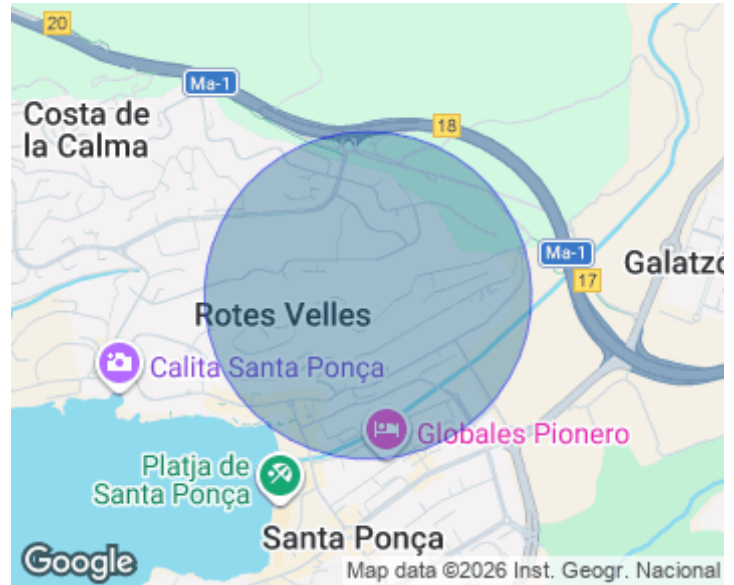 20
Ma-1
18
Costa de
la Calma
Ma-1
Galatzó
17
Rotes Velles
Calita Santa Ponça
Globales Pionero
Platja de
Santa Ponça
Santa Ponça
Google
Map data ©2026 Inst. Geogr. Nacional